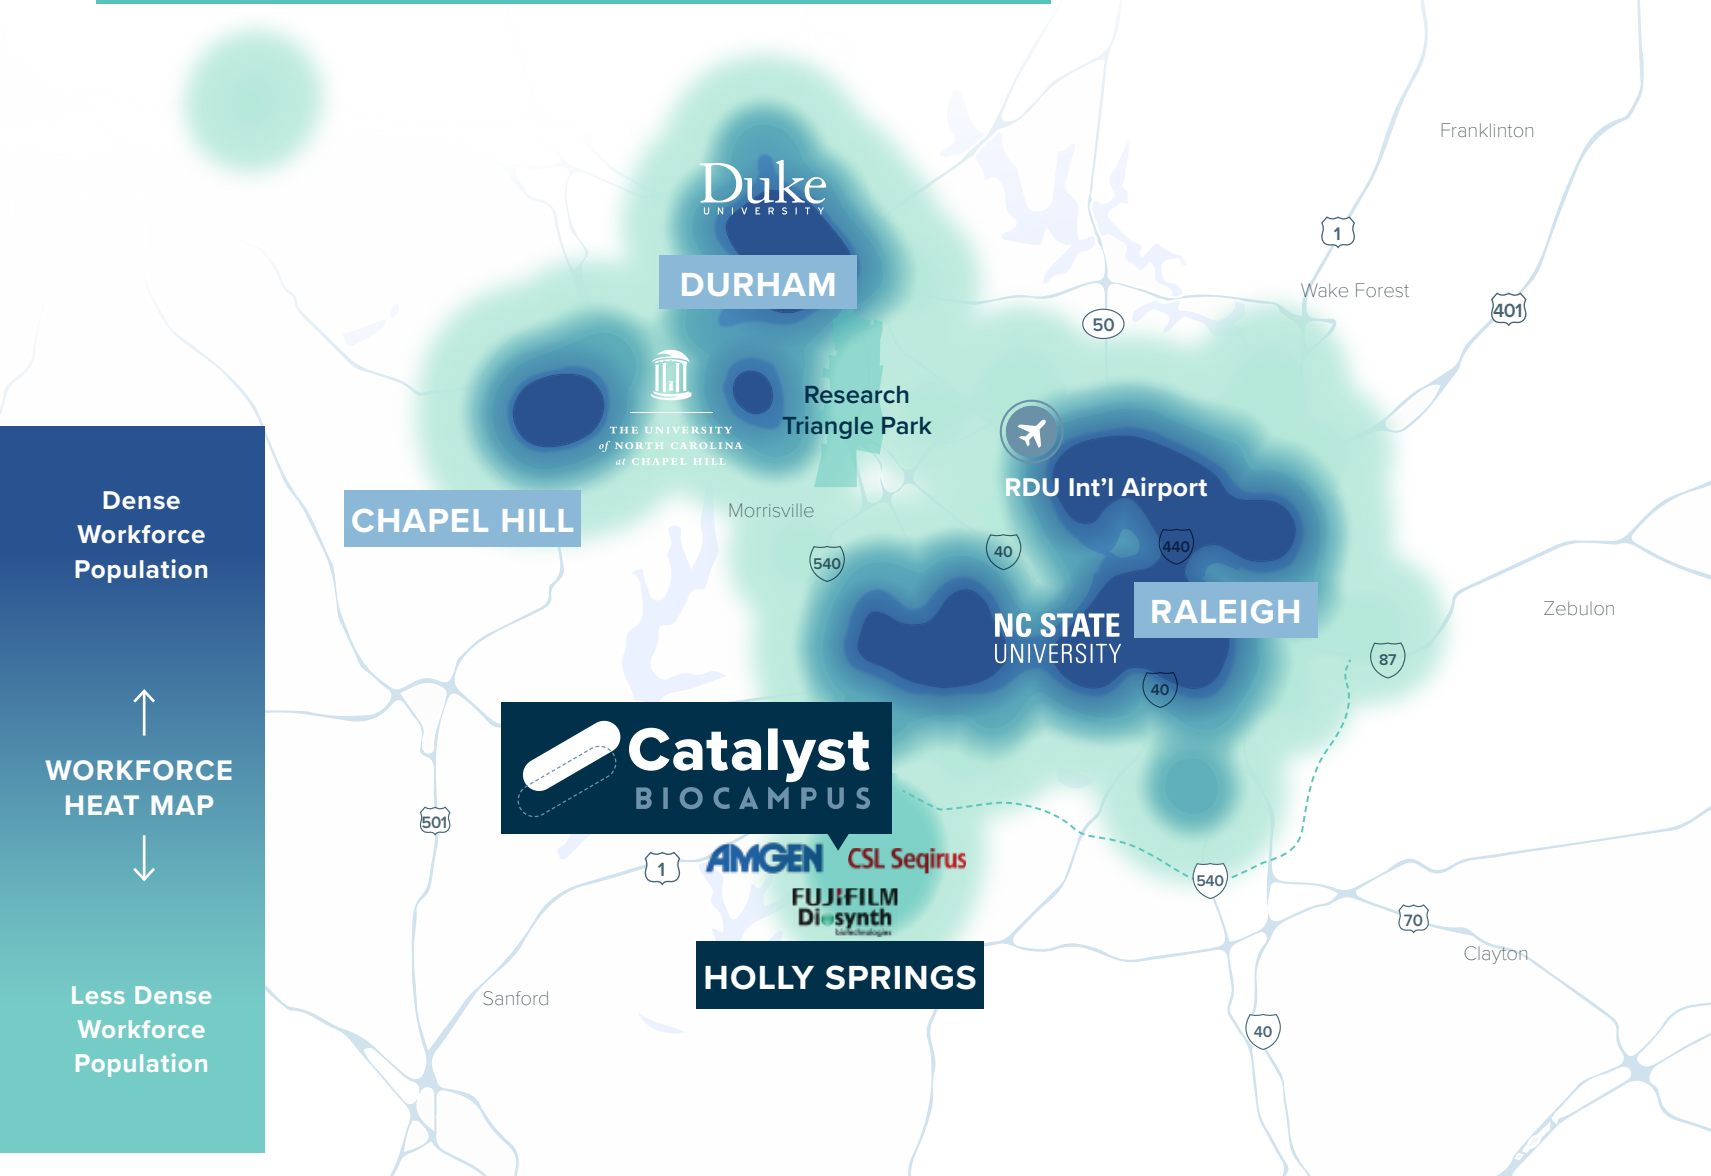 Franklinton
Duke
UNIVERSITY
1
Wake Forest
DURHAM
401
50
Research
Triangle Park
THE UNIVERSITY
of NORTH CAROLINA
at CHAPEL HILL
RDU Int'l Airport
Dense
Workforce
Population
CHAPEL HILL
Morrisville
540
40
440
NC STATE
UNIVERSITY
RALEIGH
Zebulon
87
40
WORKFORCE
HEAT MAP
Catalyst
BIOCAMPUS
501
1
AMGEN
CSL Seqirus
FUJIFILM
Diosynth
biotechnologies
540
70
Clayton
HOLLY SPRINGS
Sanford
40
Less Dense
Workforce
Population